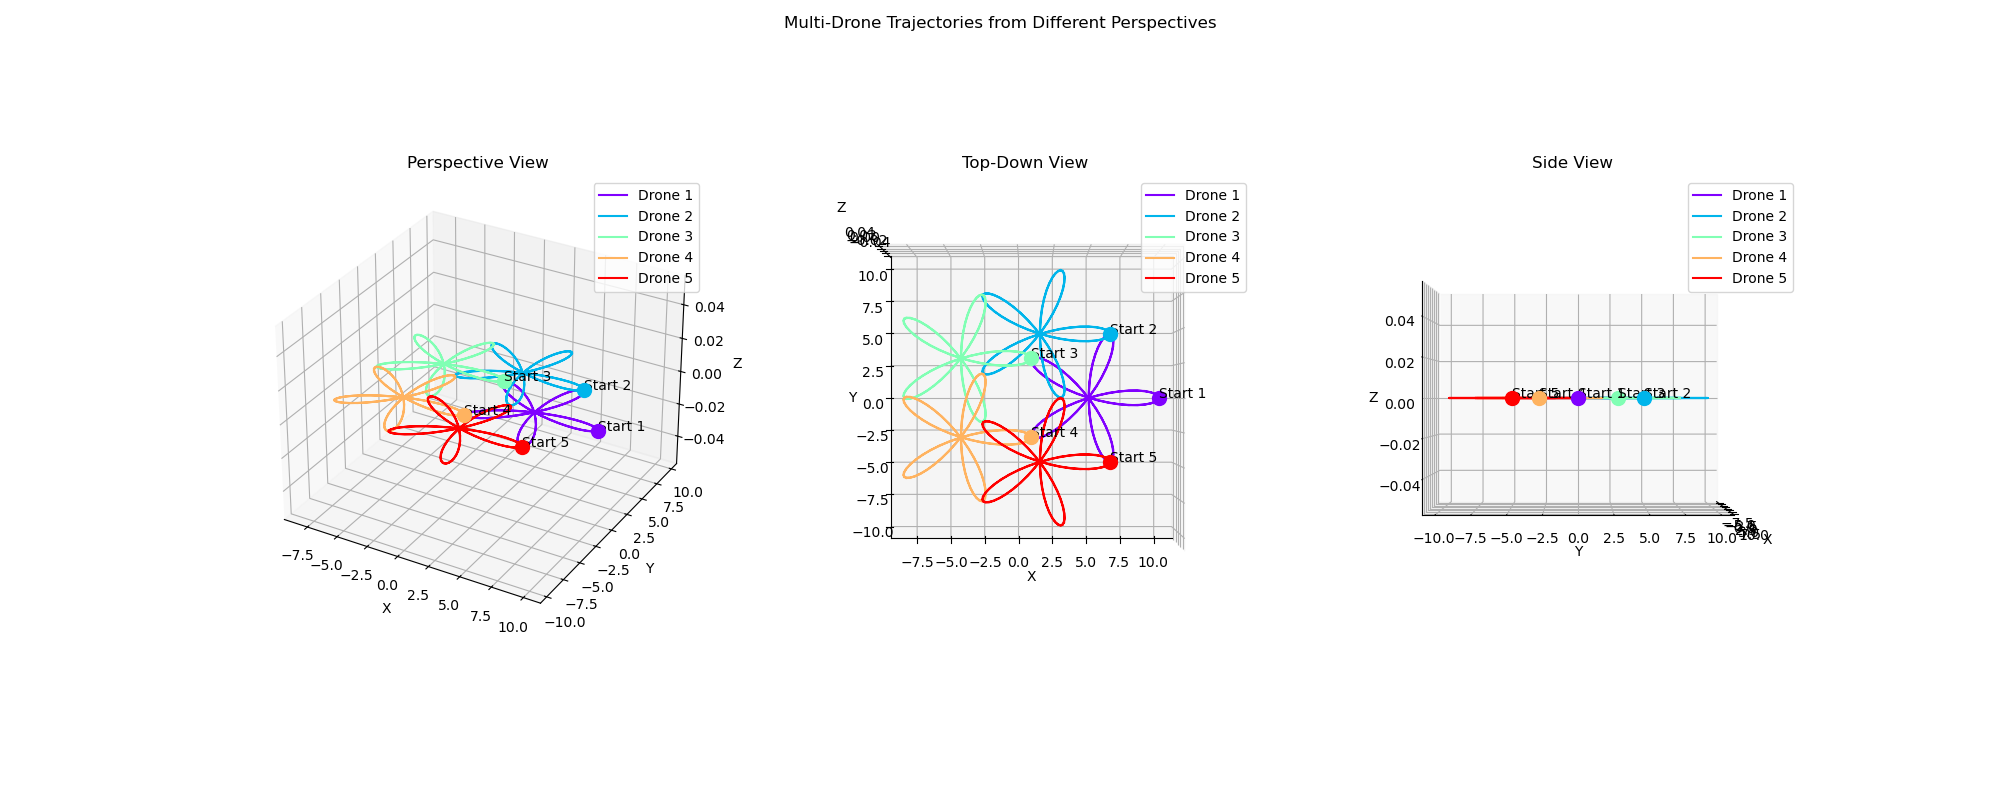 Multi-Drone Trajectories from Different Perspectives
Perspective View
Drone 1
Drone 2
Drone 3
Drone 4
Drone 5
0.04
0.02
0.00
−0.02
−0.04
Z
Start 3
Start 2
Start 4
Start 1
Start 5
10.0
7.5
5.0
2.5
0.0
−2.5
−5.0
−7.5
−10.0
Y
−7.5
−5.0
−2.5
0.0
2.5
5.0
7.5
10.0
X
Top-Down View
Drone 1
Drone 2
Drone 3
Drone 4
Drone 5
Z
0.04
−0.04
10.0
7.5
5.0
2.5
0.0
−2.5
−5.0
−7.5
−10.0
Y
Start 2
Start 3
Start 1
Start 4
Start 5
−7.5 −5.0 −2.5 0.0 2.5 5.0 7.5 10.0
X
Side View
Drone 1
Drone 2
Drone 3
Drone 4
Drone 5
0.04
0.02
Z 0.00
−0.02
−0.04
Start 2
−10.0 −7.5 −5.0 −2.5 0.0 2.5 5.0 7.5 10.0
Y
X